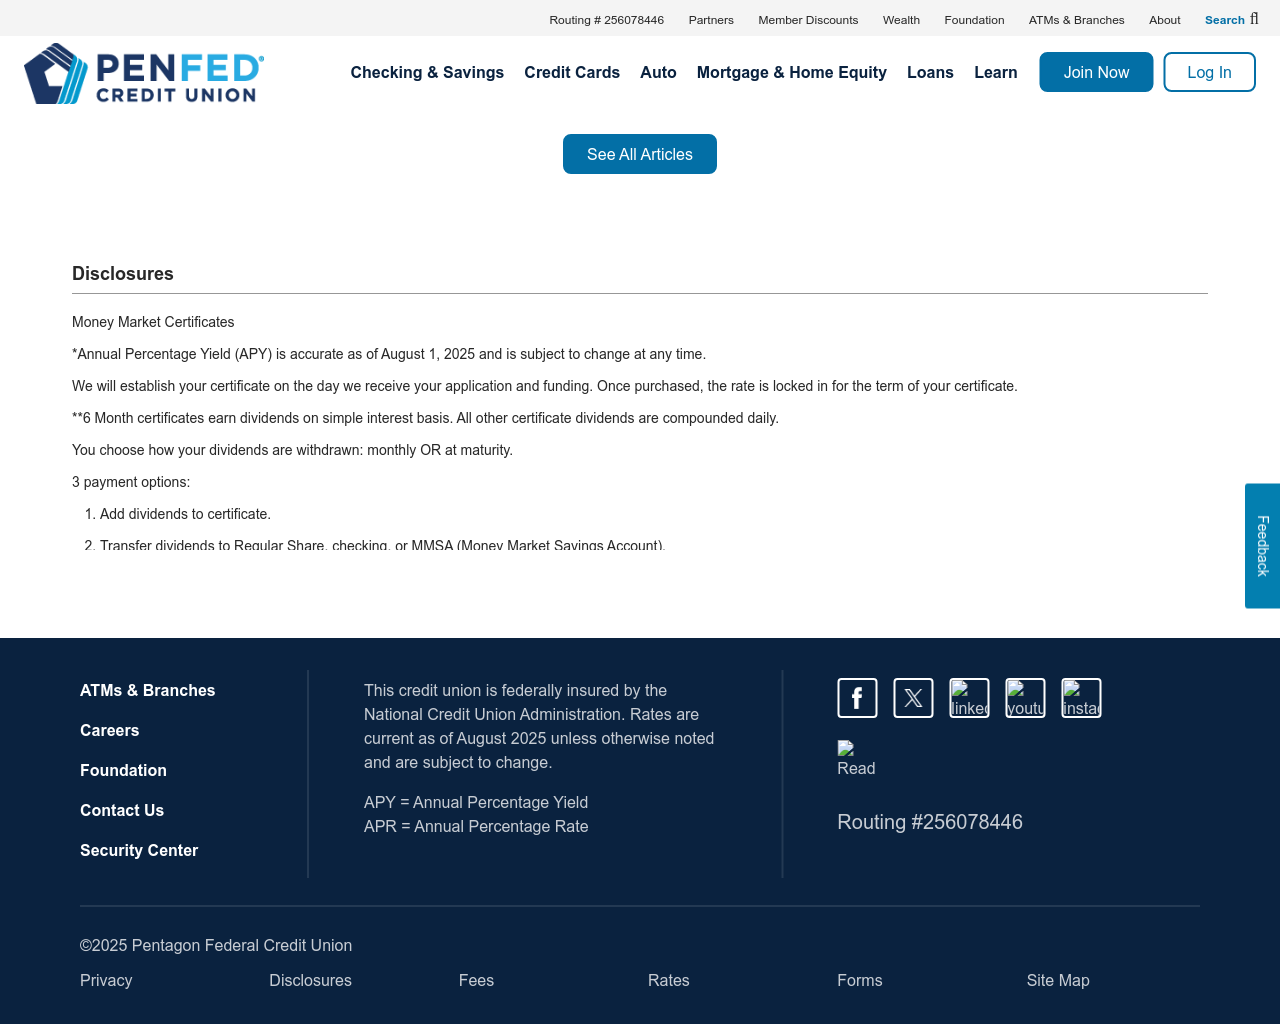 Routing # 256078446 Partners Member Discounts Wealth Foundation ATMs & Branches About Search
PENFED®
CREDIT UNION
Checking & Savings Credit Cards Auto Mortgage & Home Equity Loans Learn Join Now Log In
See All Articles
Disclosures
Money Market Certificates
*Annual Percentage Yield (APY) is accurate as of August 1, 2025 and is subject to change at any time.
We will establish your certificate on the day we receive your application and funding. Once purchased, the rate is locked in for the term of your certificate.
**6 Month certificates earn dividends on simple interest basis. All other certificate dividends are compounded daily.
You choose how your dividends are withdrawn: monthly OR at maturity.
3 payment options:
1. Add dividends to certificate.
2. Transfer dividends to Regular Share, checking, or MMSA (Money Market Savings Account).
Feedback
ATMs & Branches
Careers
Foundation
Contact Us
Security Center
This credit union is federally insured by the
National Credit Union Administration. Rates are
current as of August 2025 unless otherwise noted
and are subject to change.
APY = Annual Percentage Yield
APR = Annual Percentage Rate
Read
Routing #256078446
©2025 Pentagon Federal Credit Union
Privacy Disclosures Fees Rates Forms Site Map